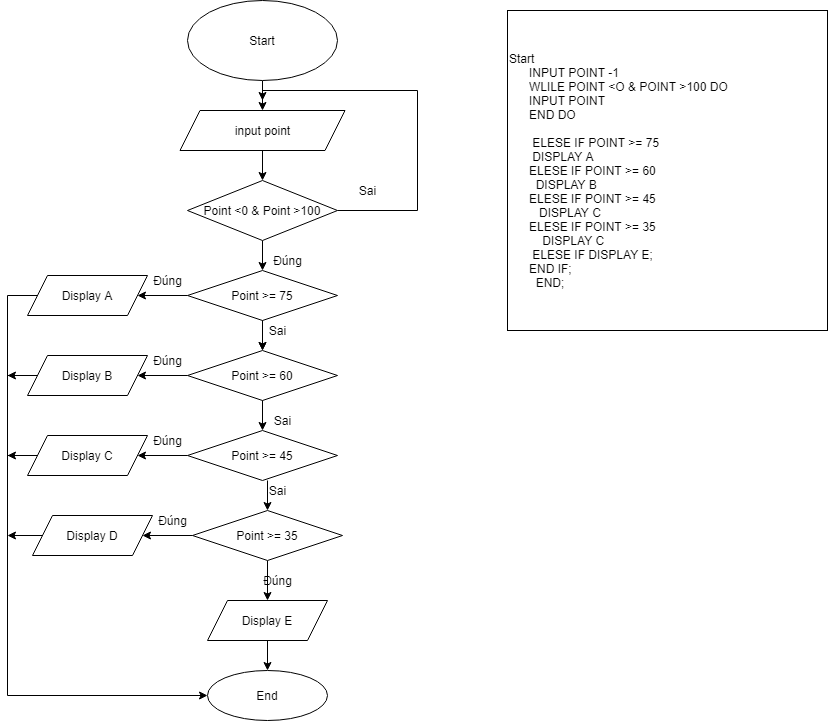 Start
input point
Point <0 & Point >100
Sai
Đúng
Point >= 75
Đúng
Display A
Sai
Point >= 60
Đúng
Display B
Sai
Point >= 45
Đúng
Display C
Sai
Point >= 35
Đúng
Display D
Đúng
Display E
End
Start
INPUT POINT -1
WLILE POINT <O & POINT >100 DO
INPUT POINT
END DO
ELESE IF POINT >= 75
DISPLAY A
ELESE IF POINT >= 60
DISPLAY B
ELESE IF POINT >= 45
DISPLAY C
ELESE IF POINT >= 35
DISPLAY C
ELESE IF DISPLAY E;
END IF;
END;